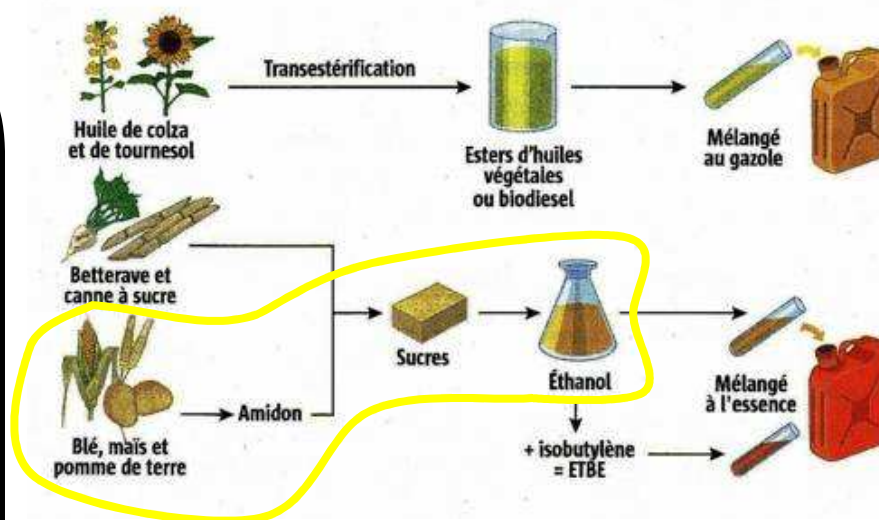 Transestérification
Huile de colza
et de tournesol
Esters d'huiles
végétales
ou biodiesel
Mélangé
au gazole
Betterave et
canne à sucre
Sucres
Éthanol
Mélangé
à l'essence
Amidon
Blé, maïs et
pomme de terre
+ isobutylène
= ETBE